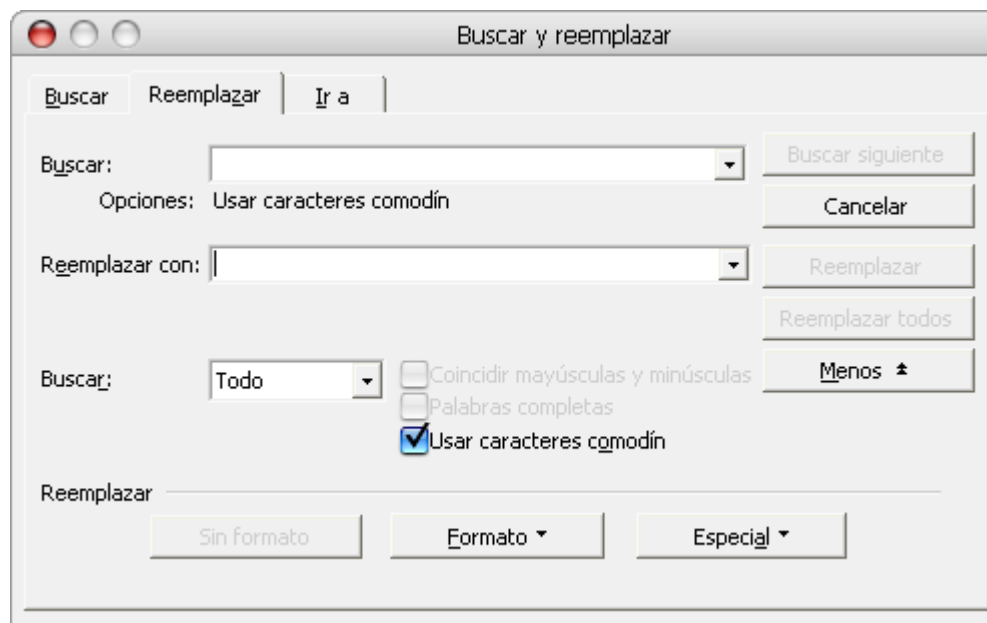 Buscar y reemplazar
Buscar Reemplazar Ir a
Buscar: Buscar siguiente
Opciones: Usar caracteres comodín Cancelar
Reemplazar con: Reemplazar
Reemplazar todos
Buscar: Todo Coincidir mayúsculas y minúsculas Menos
Palabras completas
Usar caracteres comodín
Reemplazar
Sin formato Formato Especial